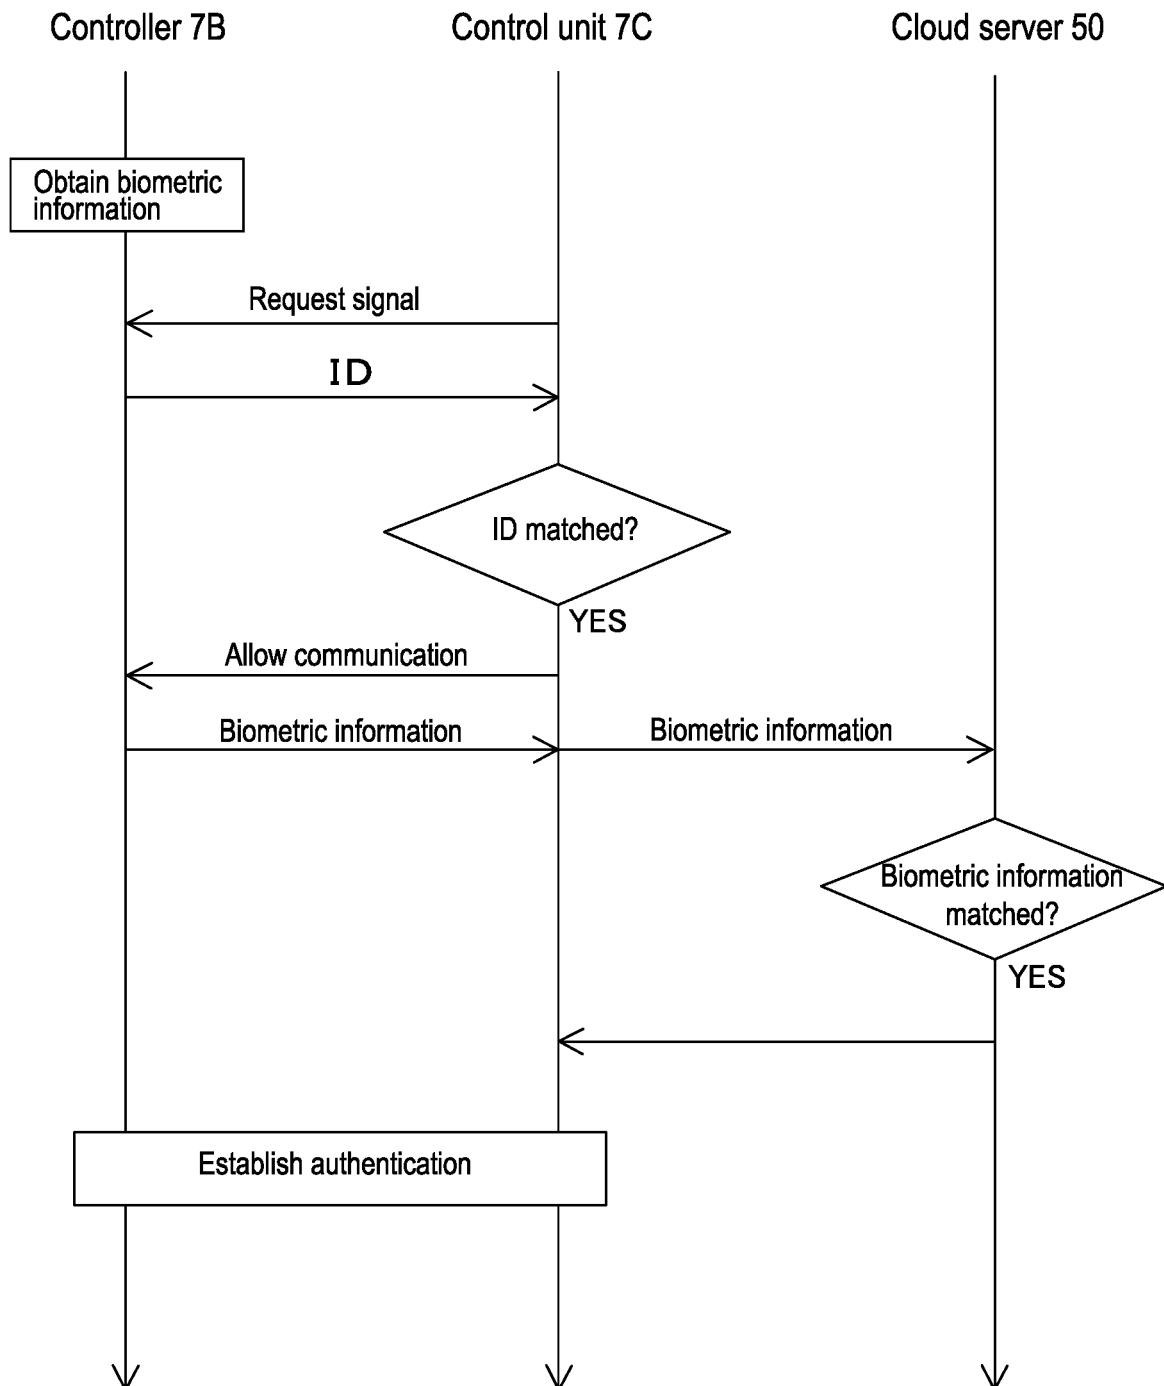 Controller 7B
Control unit 7C
Cloud server 50
Obtain biometric
information
Request signal
ID
ID matched?
YES
Allow communication
Biometric information
Biometric information
Biometric information
matched?
YES
Establish authentication